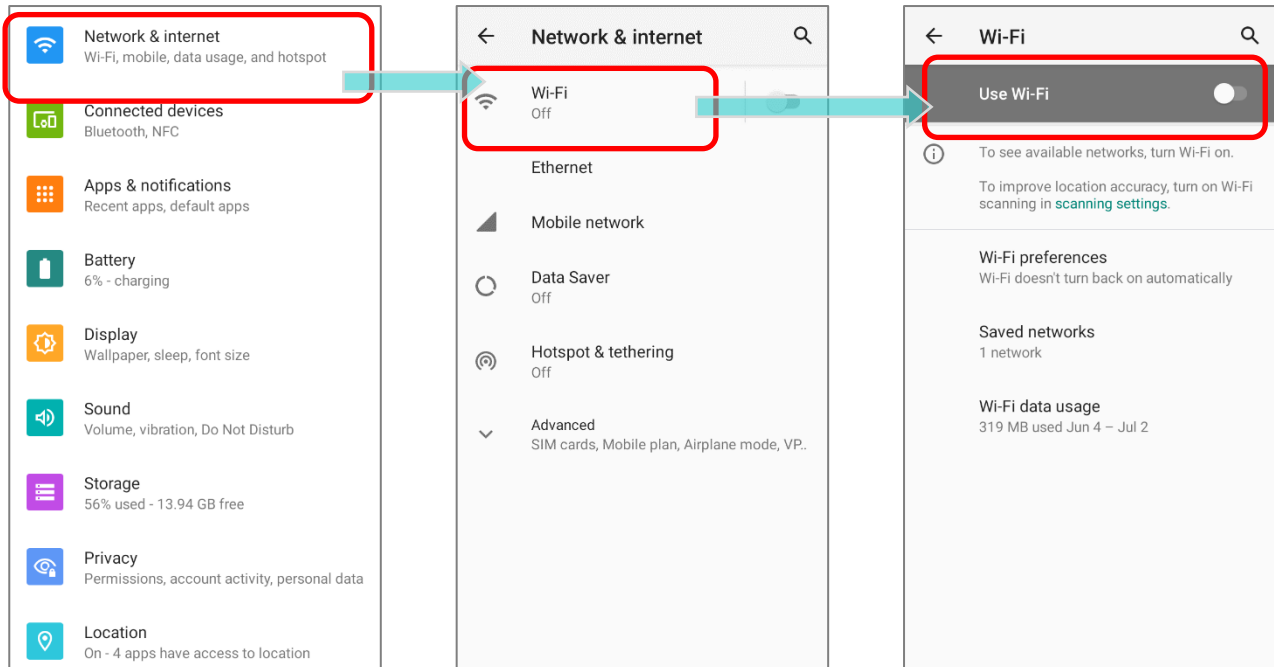 Network & internet
Wi-Fi, mobile, data usage, and hotspot
Connected devices
Bluetooth, NFC
Apps & notifications
Recent apps, default apps
Battery
6% - charging
Display
Wallpaper, sleep, font size
Sound
Volume, vibration, Do Not Disturb
Storage
56% used - 13.94 GB free
Privacy
Permissions, account activity, personal data
Location
On - 4 apps have access to location
Network & internet
Wi-Fi
Off
Ethernet
Mobile network
Data Saver
Off
Hotspot & tethering
Off
Advanced
SIM cards, Mobile plan, Airplane mode, VP..
Wi-Fi
Use Wi-Fi
To see available networks, turn Wi-Fi on.
To improve location accuracy, turn on Wi-Fi
scanning in scanning settings.
Wi-Fi preferences
Wi-Fi doesn't turn back on automatically
Saved networks
1 network
Wi-Fi data usage
319 MB used Jun 4 – Jul 2